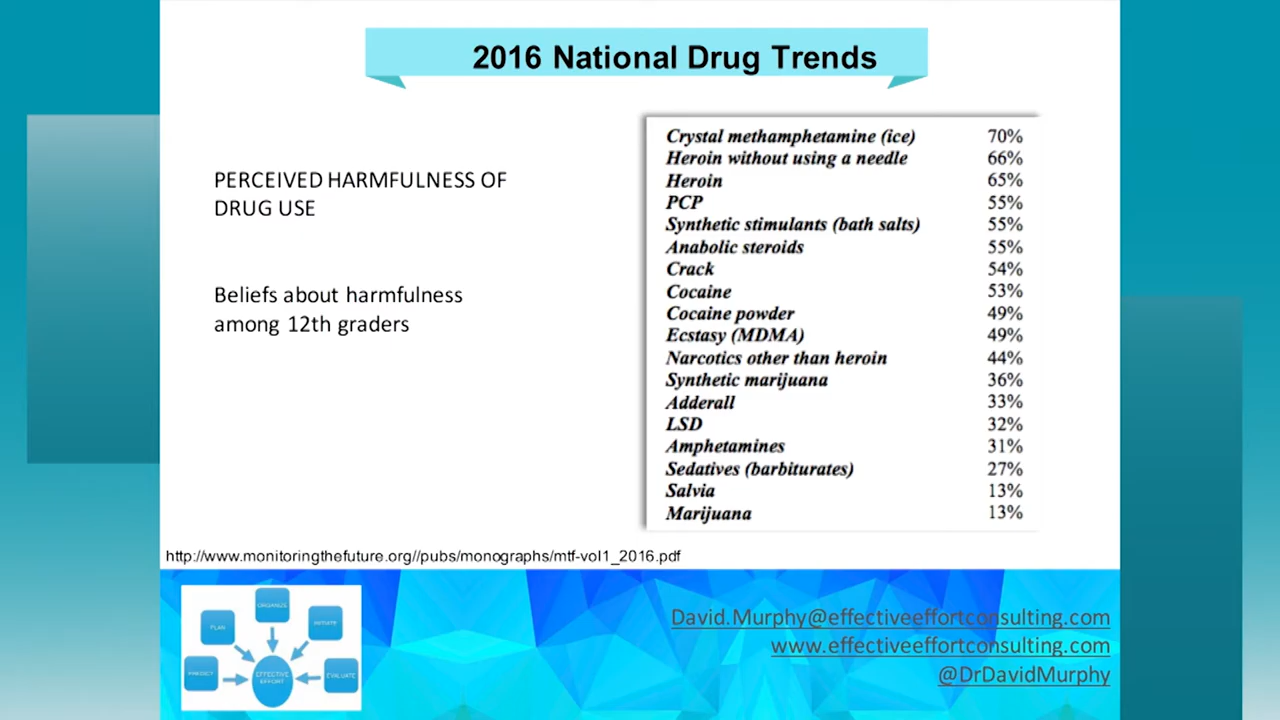 2016 National Drug Trends
PERCEIVED HARMFULNESS OF
DRUG USE
Beliefs about harmfulness
among 12th graders
Crystal methamphetamine (ice) 70%
Heroin without using a needle 66%
Heroin 65%
PCP 55%
Synthetic stimulants (bath salts) 55%
Anabolic steroids 55%
Crack 54%
Cocaine 53%
Cocaine powder 49%
Ecstasy (MDMA) 49%
Narcotics other than heroin 44%
Synthetic marijuana 36%
Adderall 33%
LSD 32%
Amphetamines 31%
Sedatives (barbiturates) 27%
Salvia 13%
Marijuana 13%
http://www.monitoringthefuture.org//pubs/monographs/mtf-vol1_2016.pdf
ORGANIZE
PLAN
INITIATE
PREDICT
EFFECTIVE
EFFORT
EVALUATE
David.Murphy@effectiveeffortconsulting.com
www.effectiveeffortconsulting.com
@DrDavidMurphy